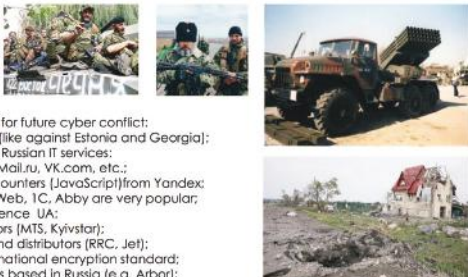 for future cyber conflict:
(like against Estonia and Georgia);
Russian IT services:
Mail.ru, VK.com, etc.;
ounters (JavaScript)from Yandex;
Web, 1C, Abby are very popular;
ence UA:
ors (MTS, Kyivstar);
nd distributors (RRC, Jet);
national encryption standard;
s based in Russia (e.g. Arbor);